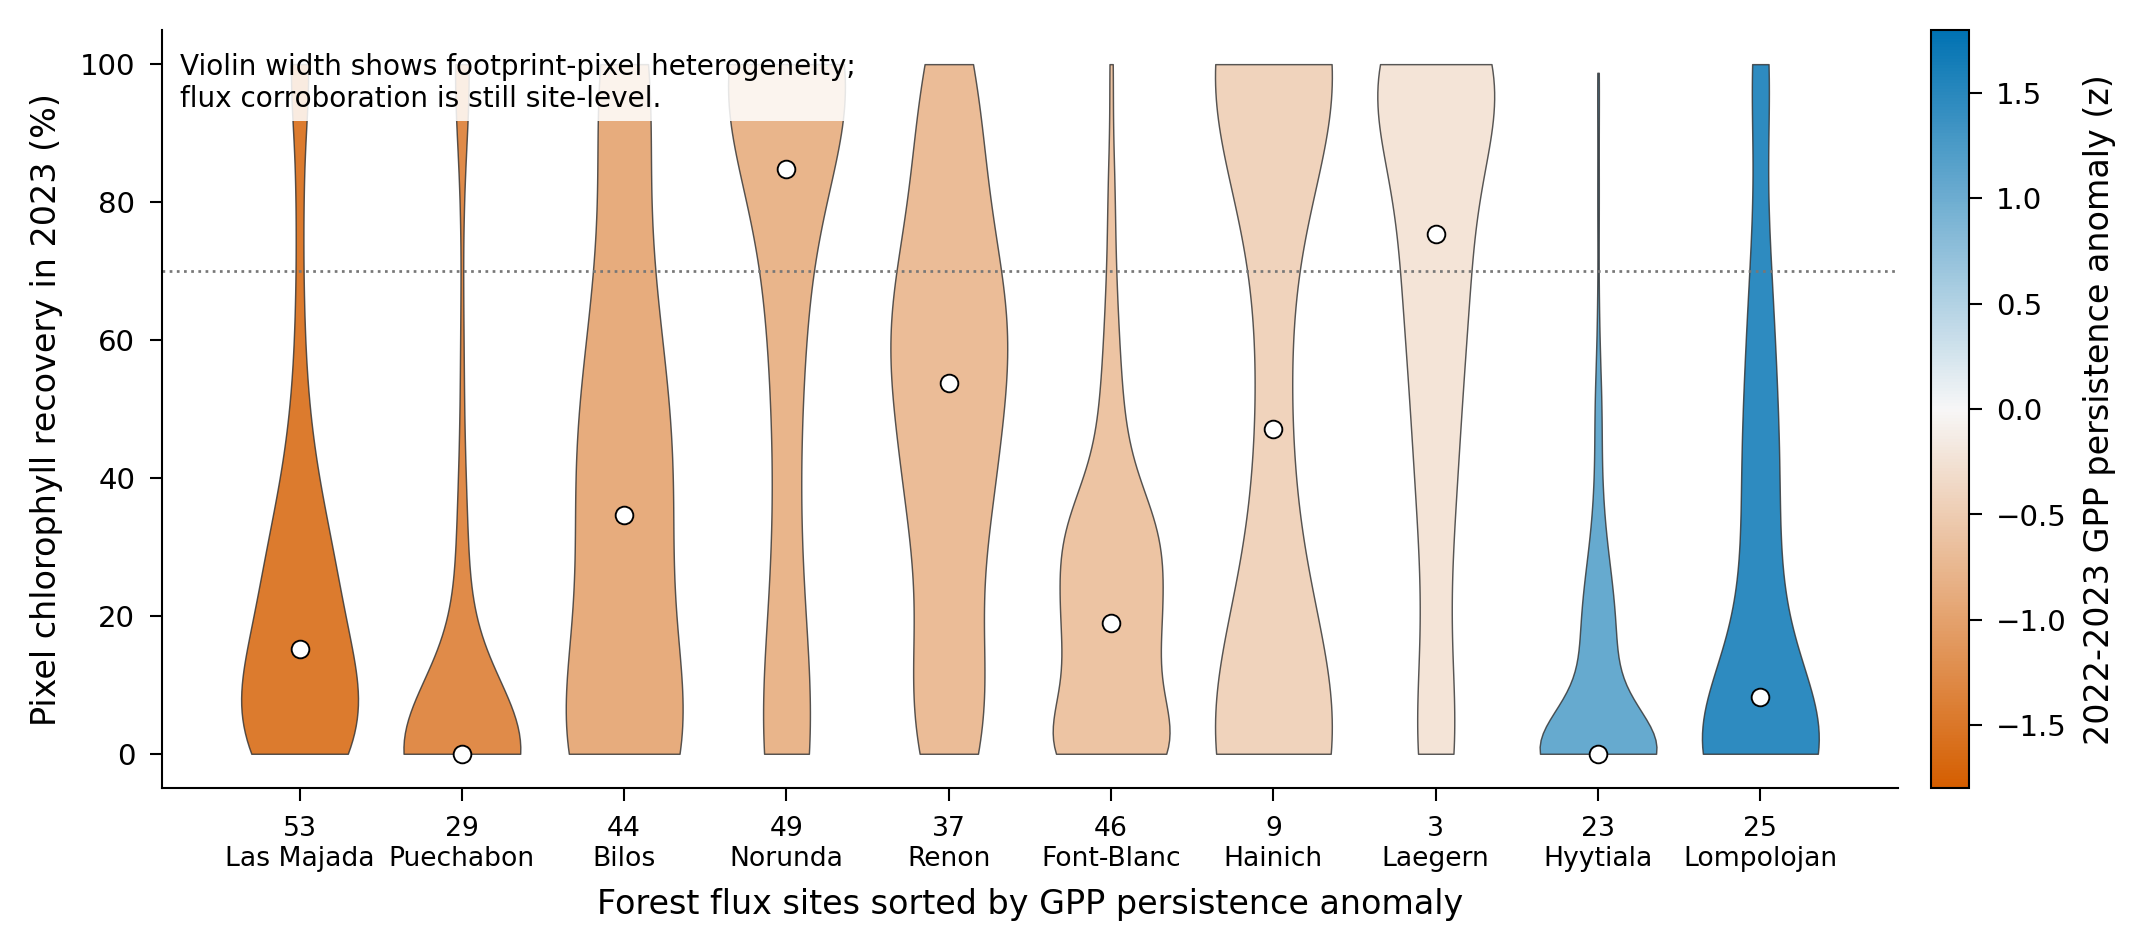 Violin width shows footprint-pixel heterogeneity;
flux corroboration is still site-level.
Pixel chlorophyll recovery in 2023 (%)
100
80
60
40
20
0
53
Las Majada
29
Puechabon
44
Bilos
49
Norunda
37
Renon
46
Font-Blanc
9
Hainich
3
Laegern
23
Hyytiala
25
Lompolojan
Forest flux sites sorted by GPP persistence anomaly
1.5
1.0
0.5
0.0
−0.5
−1.0
−1.5
2022-2023 GPP persistence anomaly (z)